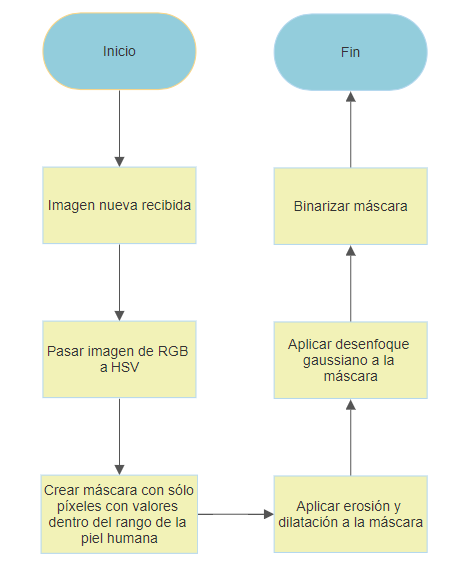 Inicio
Imagen nueva recibida
Pasar imagen de RGB
a HSV
Crear máscara con sólo
píxeles con valores
dentro del rango de la
piel humana
Aplicar erosión y
dilatación a la máscara
Aplicar desenfoque
gaussiano a la
máscara
Binarizar máscara
Fin